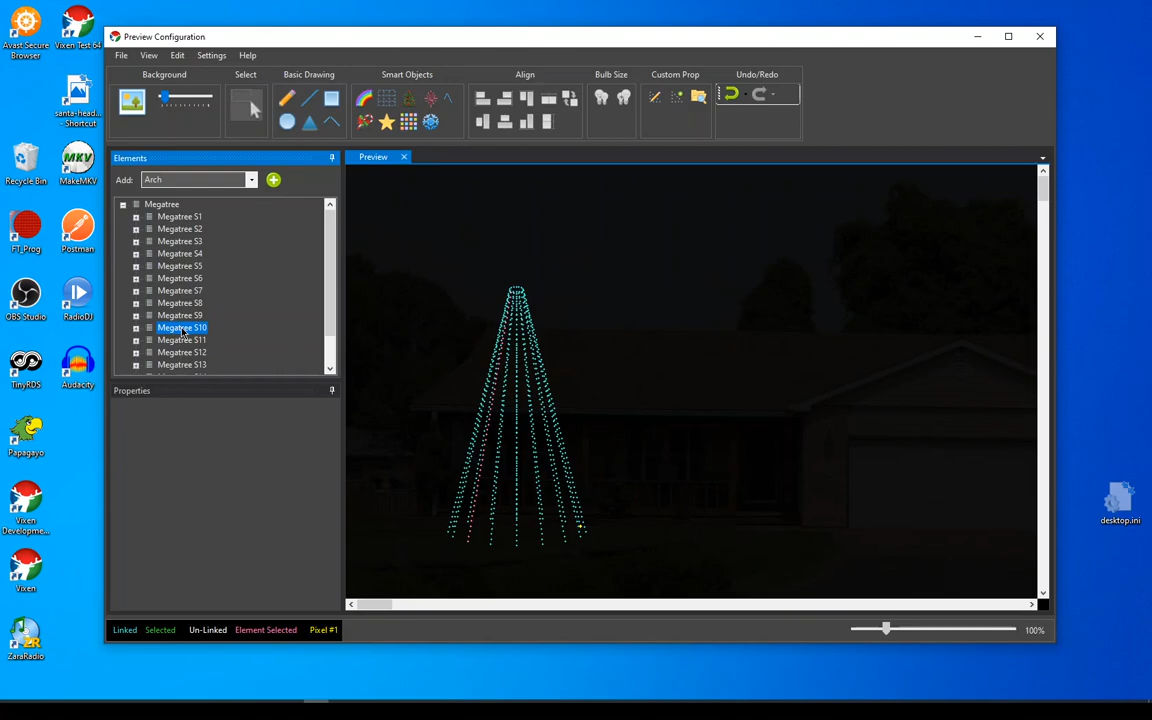 Avast Secure
Browser
Vixen Test 64
santa-head...
- Shortcut
Recycle Bin
MakeMKV
FT_Prog
Postman
OBS Studio
RadioDJ
TinyRDS
Audacity
Papagayo
Vixen
Developme...
Vixen
ZaraRadio
desktop.ini
Preview Configuration
File View Edit Settings Help
Background Select Basic Drawing Smart Objects Align Bulb Size Custom Prop Undo/Redo
Elements
Add: Arch
Megatree
Megatree S1
Megatree S2
Megatree S3
Megatree S4
Megatree S5
Megatree S6
Megatree S7
Megatree S8
Megatree S9
Megatree S10
Megatree S11
Megatree S12
Megatree S13
Properties
Preview
Linked Selected Un-Linked Element Selected Pixel #1
100%